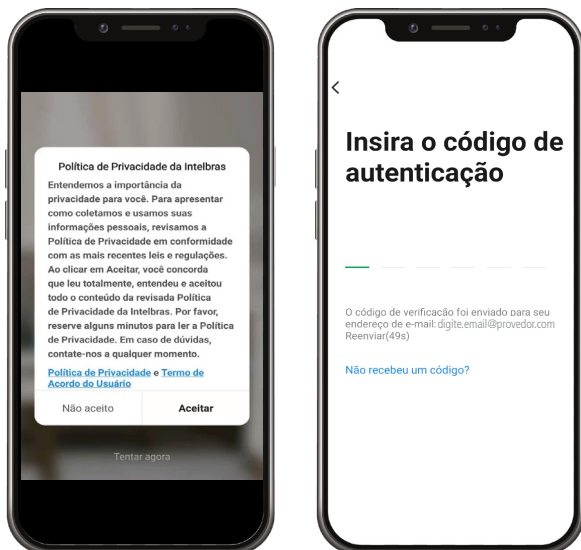 Política de Privacidade da Intelbras
Entendemos a importância da
privacidade para você. Para apresentar
como coletamos e usamos suas
informações pessoais, revisamos a
Política de Privacidade em conformidade
com as mais recentes leis e regulações.
Ao clicar em Aceitar, você concorda
que leu totalmente, entendeu e aceitou
todo o conteúdo da revisada Política
de Privacidade da Intelbras. Por favor,
reserve alguns minutos para ler a Política
de Privacidade. Em caso de dúvidas,
contate-nos a qualquer momento.
Política de Privacidade e Termo de
Acordo do Usuário
Não aceito Aceitar
Tentar agora
Insira o código de
autenticação
O código de verificação foi enviado para seu
endereço de e-mail: digite.email@provedor.com
Reenviar(49s)
Não recebeu um código?